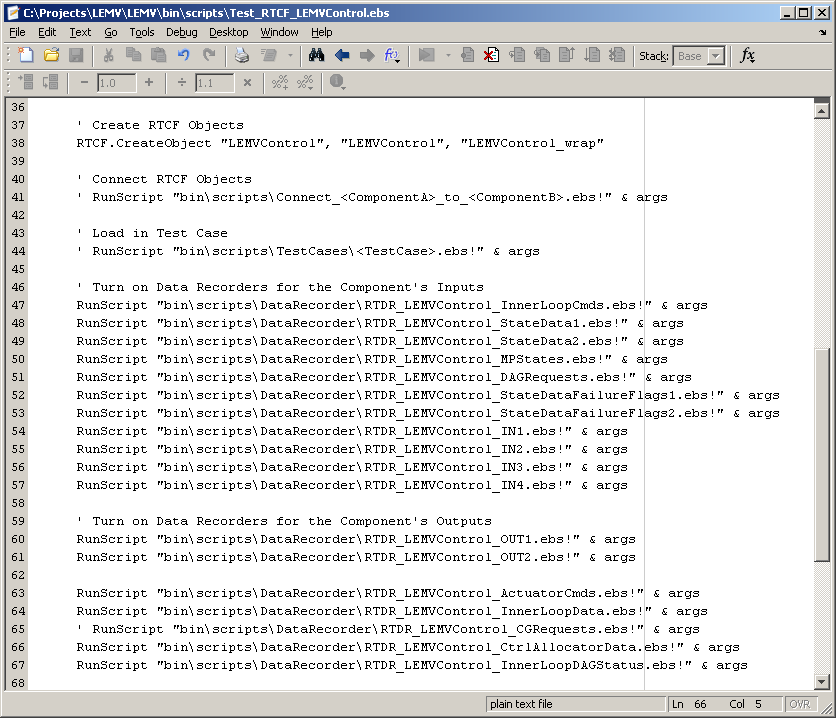 C:\Projects\LEMV\LEMV\bin\scripts\Test_RTCF_LEMVControl.ebs
File Edit Text Go Tools Debug Desktop Window Help
Stack: Base fx
− 1.0 + ÷ 1.1 ×
36
37 ' Create RTCF Objects
38 RTCF.CreateObject "LEMVControl", "LEMVControl", "LEMVControl_wrap"
39
40 ' Connect RTCF Objects
41 ' RunScript "bin\scripts\Connect_<ComponentA>_to_<ComponentB>.ebs!" & args
42
43 ' Load in Test Case
44 ' RunScript "bin\scripts\TestCases\<TestCase>.ebs!" & args
45
46 ' Turn on Data Recorders for the Component's Inputs
47 RunScript "bin\scripts\DataRecorder\RTDR_LEMVControl_InnerLoopCmds.ebs!" & args
48 RunScript "bin\scripts\DataRecorder\RTDR_LEMVControl_StateData1.ebs!" & args
49 RunScript "bin\scripts\DataRecorder\RTDR_LEMVControl_StateData2.ebs!" & args
50 RunScript "bin\scripts\DataRecorder\RTDR_LEMVControl_MPStates.ebs!" & args
51 RunScript "bin\scripts\DataRecorder\RTDR_LEMVControl_DAGRequests.ebs!" & args
52 RunScript "bin\scripts\DataRecorder\RTDR_LEMVControl_StateDataFailureFlags1.ebs!" & args
53 RunScript "bin\scripts\DataRecorder\RTDR_LEMVControl_StateDataFailureFlags2.ebs!" & args
54 RunScript "bin\scripts\DataRecorder\RTDR_LEMVControl_IN1.ebs!" & args
55 RunScript "bin\scripts\DataRecorder\RTDR_LEMVControl_IN2.ebs!" & args
56 RunScript "bin\scripts\DataRecorder\RTDR_LEMVControl_IN3.ebs!" & args
57 RunScript "bin\scripts\DataRecorder\RTDR_LEMVControl_IN4.ebs!" & args
58
59 ' Turn on Data Recorders for the Component's Outputs
60 RunScript "bin\scripts\DataRecorder\RTDR_LEMVControl_OUT1.ebs!" & args
61 RunScript "bin\scripts\DataRecorder\RTDR_LEMVControl_OUT2.ebs!" & args
62
63 RunScript "bin\scripts\DataRecorder\RTDR_LEMVControl_ActuatorCmds.ebs!" & args
64 RunScript "bin\scripts\DataRecorder\RTDR_LEMVControl_InnerLoopData.ebs!" & args
65 ' RunScript "bin\scripts\DataRecorder\RTDR_LEMVControl_CGRequests.ebs!" & args
66 RunScript "bin\scripts\DataRecorder\RTDR_LEMVControl_CtrlAllocatorData.ebs!" & args
67 RunScript "bin\scripts\DataRecorder\RTDR_LEMVControl_InnerLoopDAGStatus.ebs!" & args
68
plain text file Ln 66 Col 5 OVR